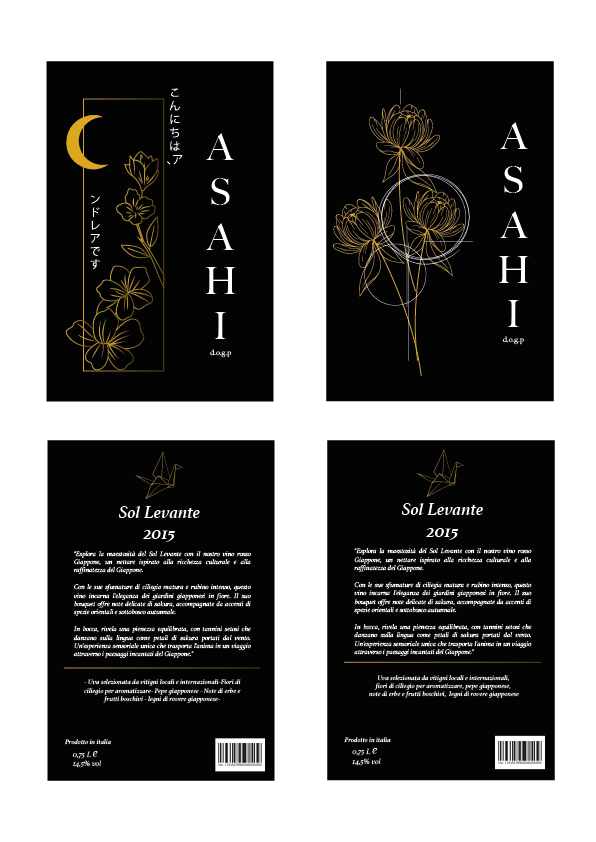 こんにちは、ア
ンドレアです
ASAHI
d.o.g.p
ASAHI
d.o.g.p
Sol Levante
2015
"Esplora la maestosità del Sol Levante con il nostro vino rosso
Giappone, un nettare ispirato alla ricchezza culturale e alla
raffinatezza del Giappone.
Con le sue sfumature di ciliegia matura e rubino intenso, questo
vino incarna l'eleganza dei giardini giapponesi in fiore. Il suo
bouquet offre note delicate di sakura, accompagnate da accenti di
spezie orientali e sottobosco autunnale.
In bocca, rivela una pienezza equilibrata, con tannini setosi che
danzano sulla lingua come petali di sakura portati dal vento.
Un'esperienza sensoriale unica che trasporta l'anima in un viaggio
attraverso i paesaggi incantati del Giappone."
- Uva selezionata da vitigni locali e internazionali-Fiori di
ciliegio per aromatizzare- Pepe giapponese - Note di erbe e
frutti boschivi - legni di rovere giapponese-
Prodotto in italia
0,75 L e
14,5% vol
Sol Levante
2015
"Esplora la maestosità del Sol Levante con il nostro vino rosso
Giappone, un nettare ispirato alla ricchezza culturale e alla
raffinatezza del Giappone.
Con le sue sfumature di ciliegia matura e rubino intenso, questo
vino incarna l'eleganza dei giardini giapponesi in fiore. Il suo
bouquet offre note delicate di sakura, accompagnate da accenti di
spezie orientali e sottobosco autunnale.
In bocca, rivela una pienezza equilibrata, con tannini setosi che
danzano sulla lingua come petali di sakura portati dal vento.
Un'esperienza sensoriale unica che trasporta l'anima in un viaggio
attraverso i paesaggi incantati del Giappone."
Uva selezionata da vitigni locali e internazionali,
fiori di ciliegio per aromatizzare, pepe giapponese,
note di erbe e frutti boschivi, legni di rovere giapponese
Prodotto in italia
0,75 L e
14,5% vol